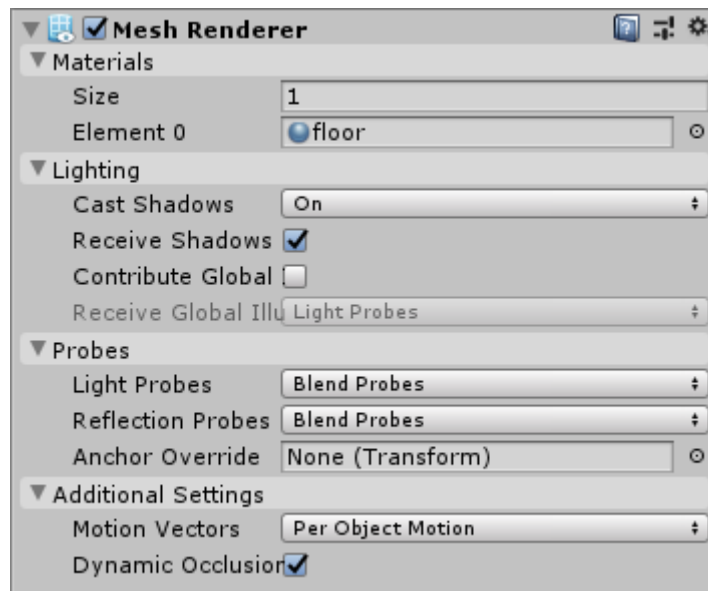 Mesh Renderer
Materials
Size 1
Element 0 floor
Lighting
Cast Shadows On
Receive Shadows
Contribute Global
Receive Global Illu Light Probes
Probes
Light Probes Blend Probes
Reflection Probes Blend Probes
Anchor Override None (Transform)
Additional Settings
Motion Vectors Per Object Motion
Dynamic Occlusion